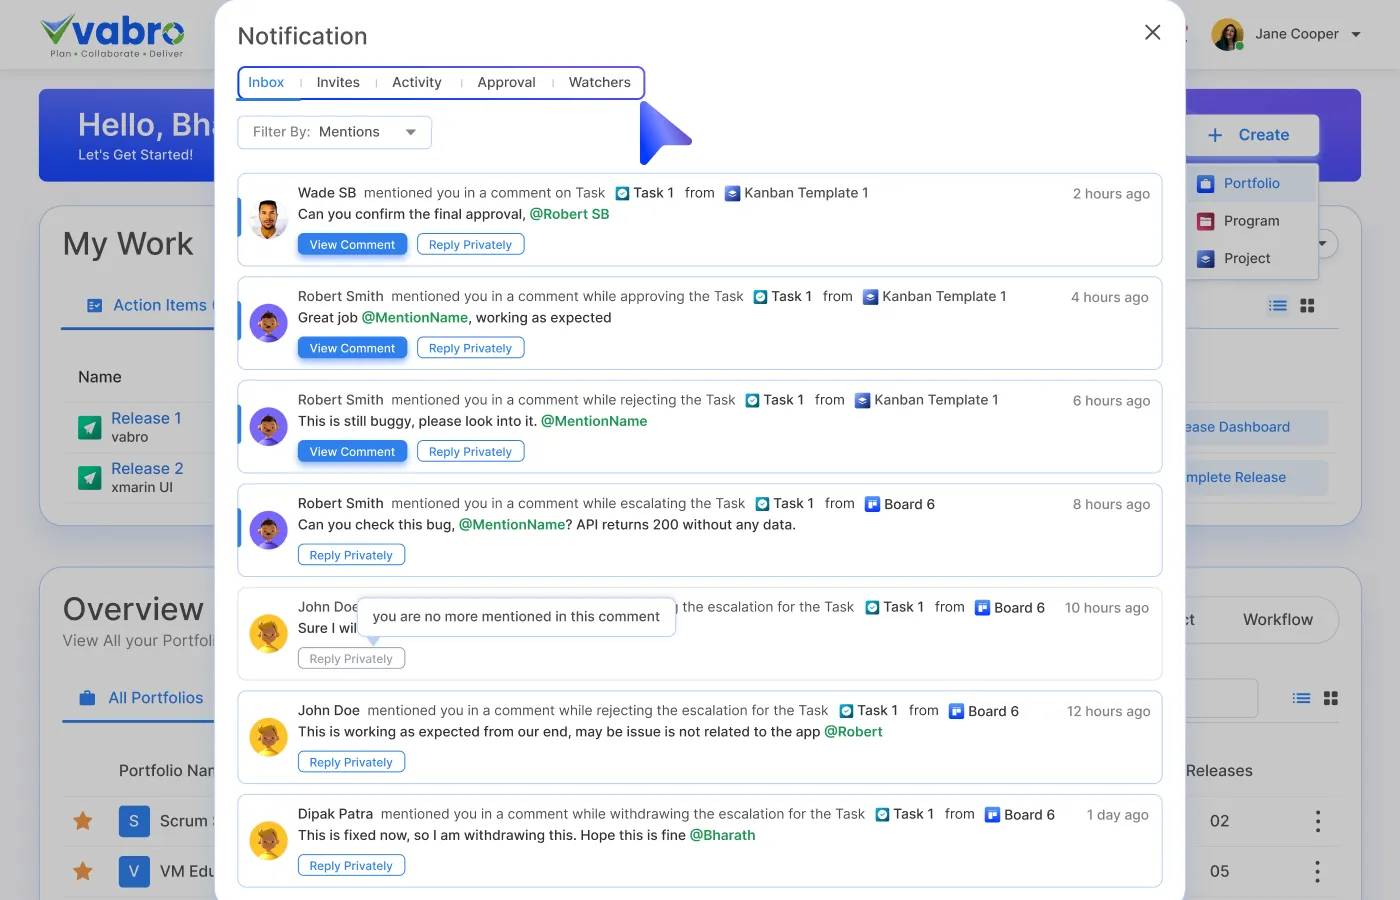 vabro
Plan • Collaborate • Deliver
Jane Cooper
Hello, Bha
Let's Get Started!
Create
Portfolio
Program
Project
My Work
Action Items
Name
Release 1
vabro
Release 2
xmarin UI
ease Dashboard
mplete Release
Overview
View All your Portfoli
ct
Workflow
All Portfolios
Portfolio Nam
Releases
S
Scrum
02
V
VM Edu
05
Notification
Inbox
Invites
Activity
Approval
Watchers
Filter By: Mentions
Wade SB mentioned you in a comment on Task Task 1 from Kanban Template 1
2 hours ago
Can you confirm the final approval, @Robert SB
View Comment
Reply Privately
Robert Smith mentioned you in a comment while approving the Task Task 1 from Kanban Template 1
4 hours ago
Great job @MentionName, working as expected
View Comment
Reply Privately
Robert Smith mentioned you in a comment while rejecting the Task Task 1 from Kanban Template 1
6 hours ago
This is still buggy, please look into it. @MentionName
View Comment
Reply Privately
Robert Smith mentioned you in a comment while escalating the Task Task 1 from Board 6
8 hours ago
Can you check this bug, @MentionName? API returns 200 without any data.
Reply Privately
John Doe
the escalation for the Task Task 1 from Board 6
10 hours ago
you are no more mentioned in this comment
Sure I wil
Reply Privately
John Doe mentioned you in a comment while rejecting the escalation for the Task Task 1 from Board 6
12 hours ago
This is working as expected from our end, may be issue is not related to the app @Robert
Reply Privately
Dipak Patra mentioned you in a comment while withdrawing the escalation for the Task Task 1 from Board 6
1 day ago
This is fixed now, so I am withdrawing this. Hope this is fine @Bharath
Reply Privately